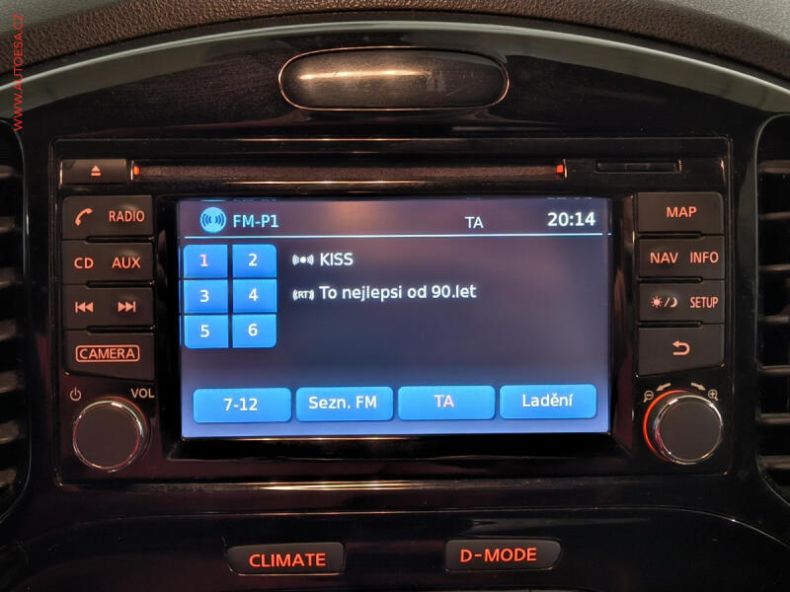 WWW.AUTOESA.CZ
RADIO
CD AUX
CAMERA
VOL
FM-P1 TA 20:14
1 2
3 4
5 6
KISS
RT To nejlepsi od 90.let
7-12 Sezn. FM TA Ladění
MAP
NAV INFO
SETUP
CLIMATE D-MODE